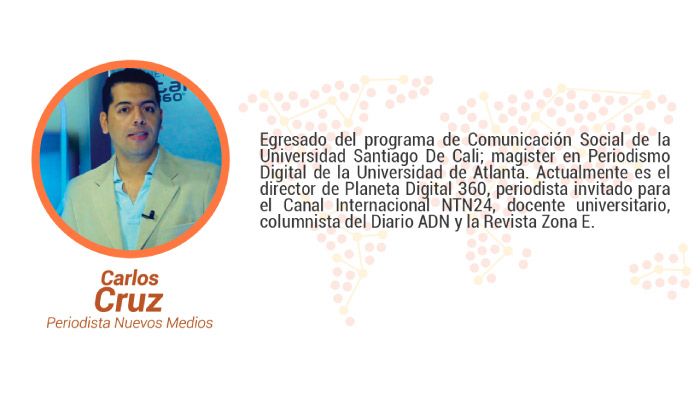 Egresado del programa de Comunicación Social de la
Universidad Santiago De Cali; magister en Periodismo
Digital de la Universidad de Atlanta. Actualmente es el
director de Planeta Digital 360, periodista invitado para
el Canal Internacional NTN24, docente universitario,
columnista del Diario ADN y la Revista Zona E.
Carlos
Cruz
Periodista Nuevos Medios